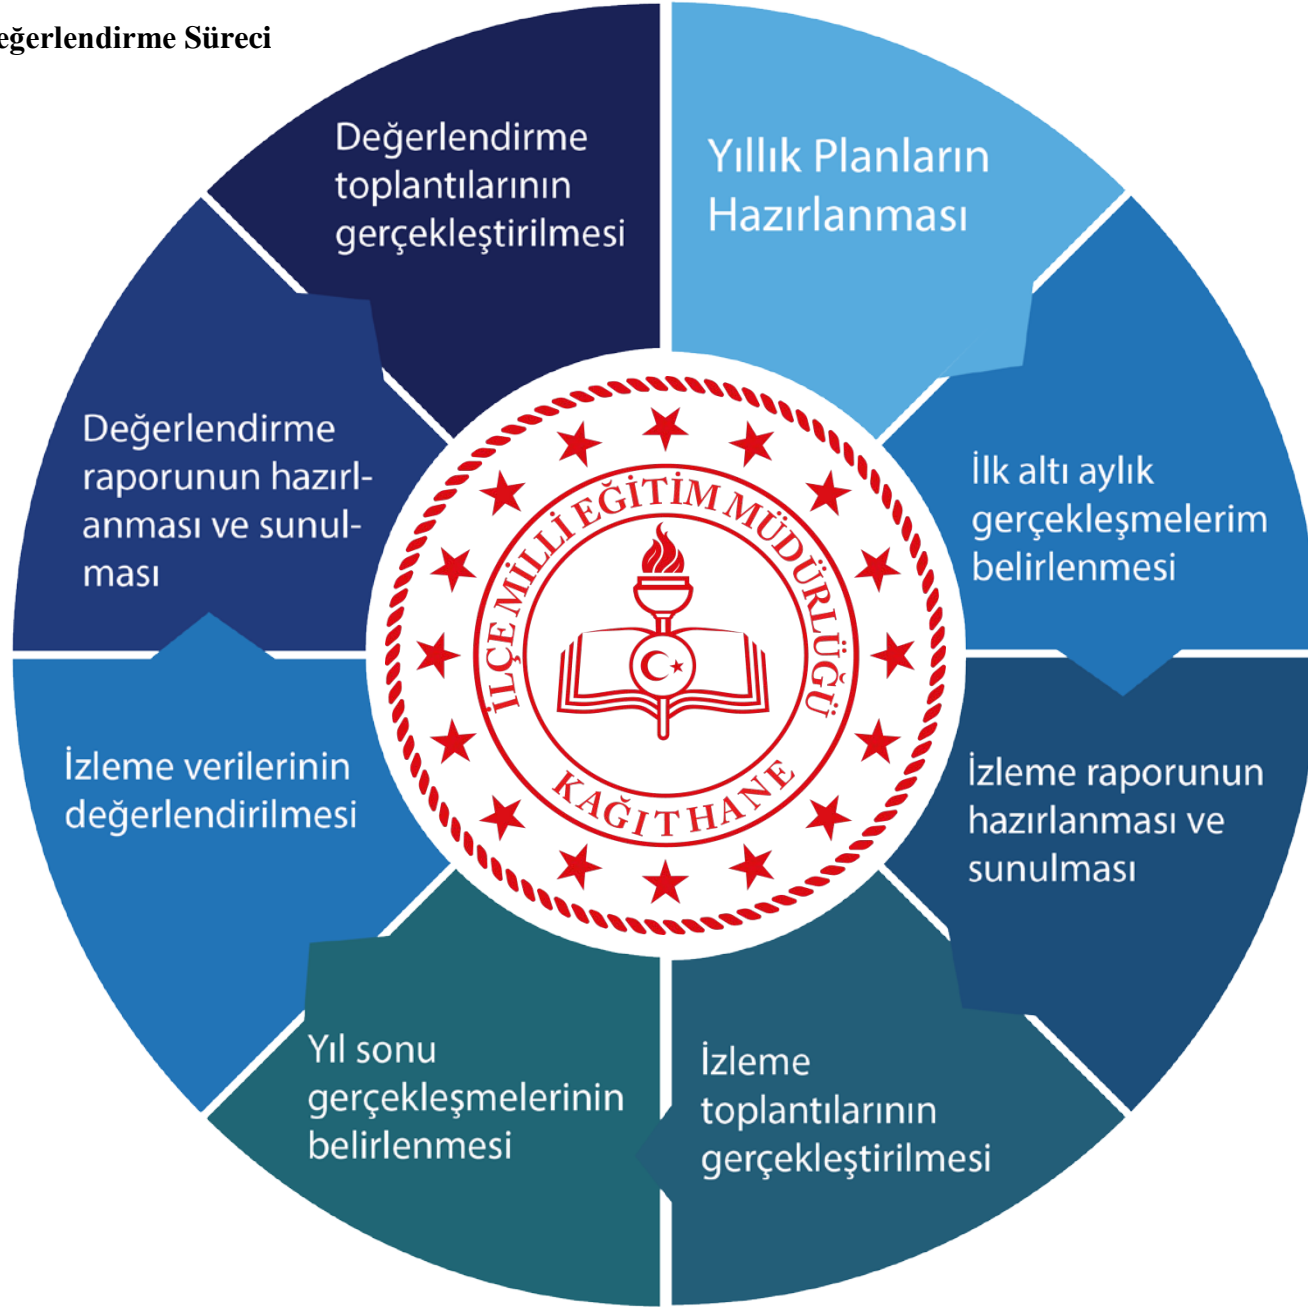 eğerlendirme Süreci
Yıllık Planların
Hazırlanması
İlk altı aylık
gerçekleşmelerim
belirlenmesi
İzleme raporunun
hazırlanması ve
sunulması
İzleme
toplantılarının
gerçekleştirilmesi
Yıl sonu
gerçekleşmelerinin
belirlenmesi
İzleme verilerinin
değerlendirilmesi
Değerlendirme
raporunun hazırl-
anması ve sunul-
ması
Değerlendirme
toplantılarının
gerçekleştirilmesi
İLÇE MİLLİ EĞİTİM MÜDÜRLÜĞÜ
KAĞITHANE